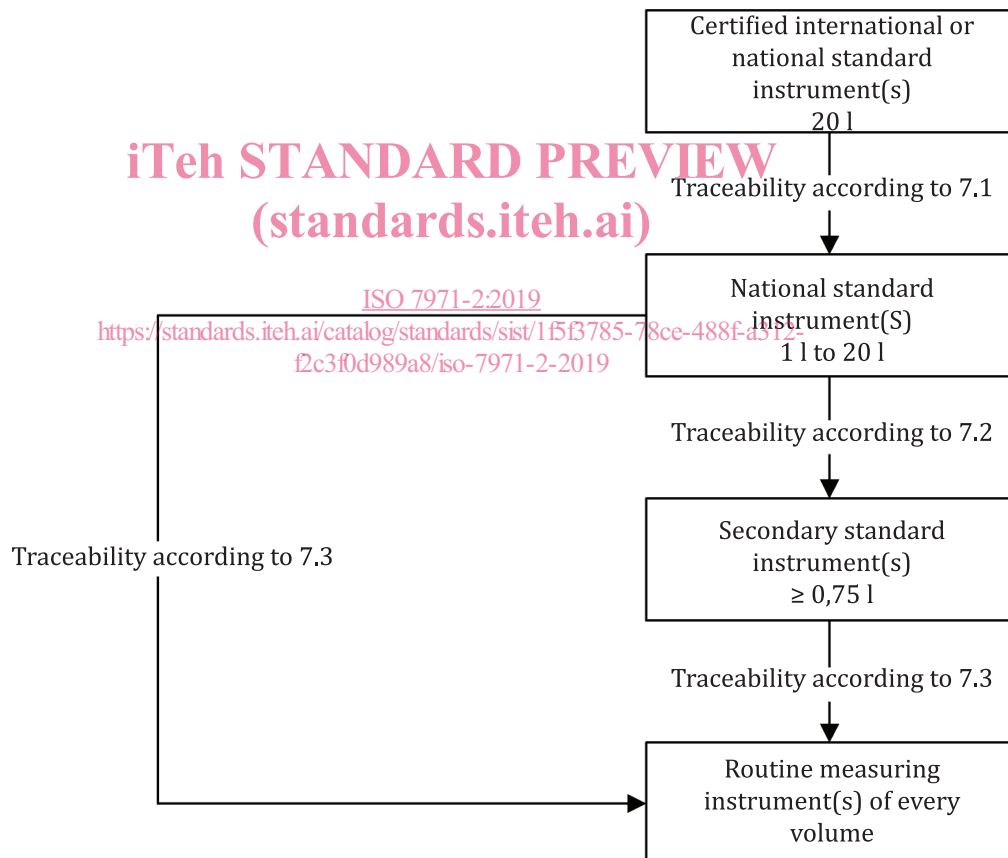 Certified international or
national standard
instrument(s)
20 l
iTeh STANDARD PREVIEW
Traceability according to 7.1
(standards.iteh.ai)
ISO 7971-2:2019
https://standards.iteh.ai/catalog/standards/sist/1f5f3785-78ce-488f-a312-
f2c3f0d989a8/iso-7971-2-2019
National standard
instrument(S)
1 l to 20 l
Traceability according to 7.2
Secondary standard
instrument(s)
≥ 0,75 l
Traceability according to 7.3
Traceability according to 7.3
Routine measuring
instrument(s) of every
volume